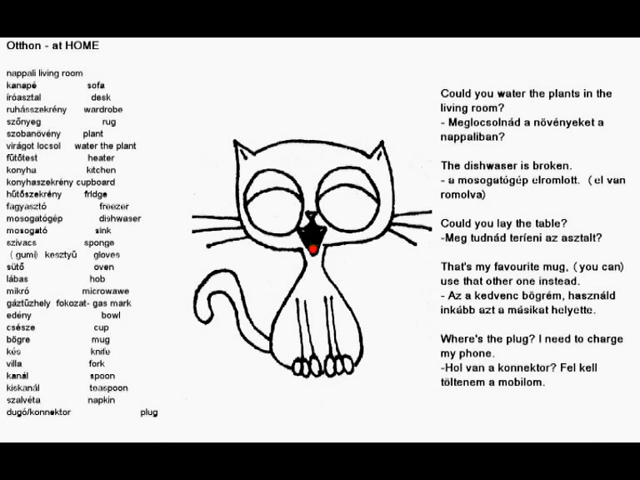 Otthon - at HOME
nappali living room
kanapé sofa
íróasztal desk
ruhásszekrény wardrobe
szőnyeg rug
szobanövény plant
virágot locsol water the plant
fűtőtest heater
konyha kitchen
konyhaszekrény cupboard
hűtőszekrény fridge
fagyasztó freezer
mosogatógép dishwaser
mosogató sink
szivacs sponge
( gumi) kesztyű gloves
sütő oven
lábas hob
mikró microwawe
gáztűzhely fokozat- gas mark
edény bowl
csésze cup
bögre mug
kés knife
villa fork
kanál spoon
kiskanál teaspoon
szalvéta napkin
dugó/konnektor plug
Could you water the plants in the
living room?
- Meglocsolnád a növényeket a
nappaliban?
The dishwaser is broken.
- a mosogatógép elromlott. ( el van
romolva)
Could you lay the table?
-Meg tudnád teríeni az asztalt?
That's my favourite mug, ( you can)
use that other one instead.
- Az a kedvenc bögrém, használd
inkább azt a másikat helyette.
Where's the plug? I need to charge
my phone.
-Hol van a konnektor? Fel kell
töltenem a mobilom.